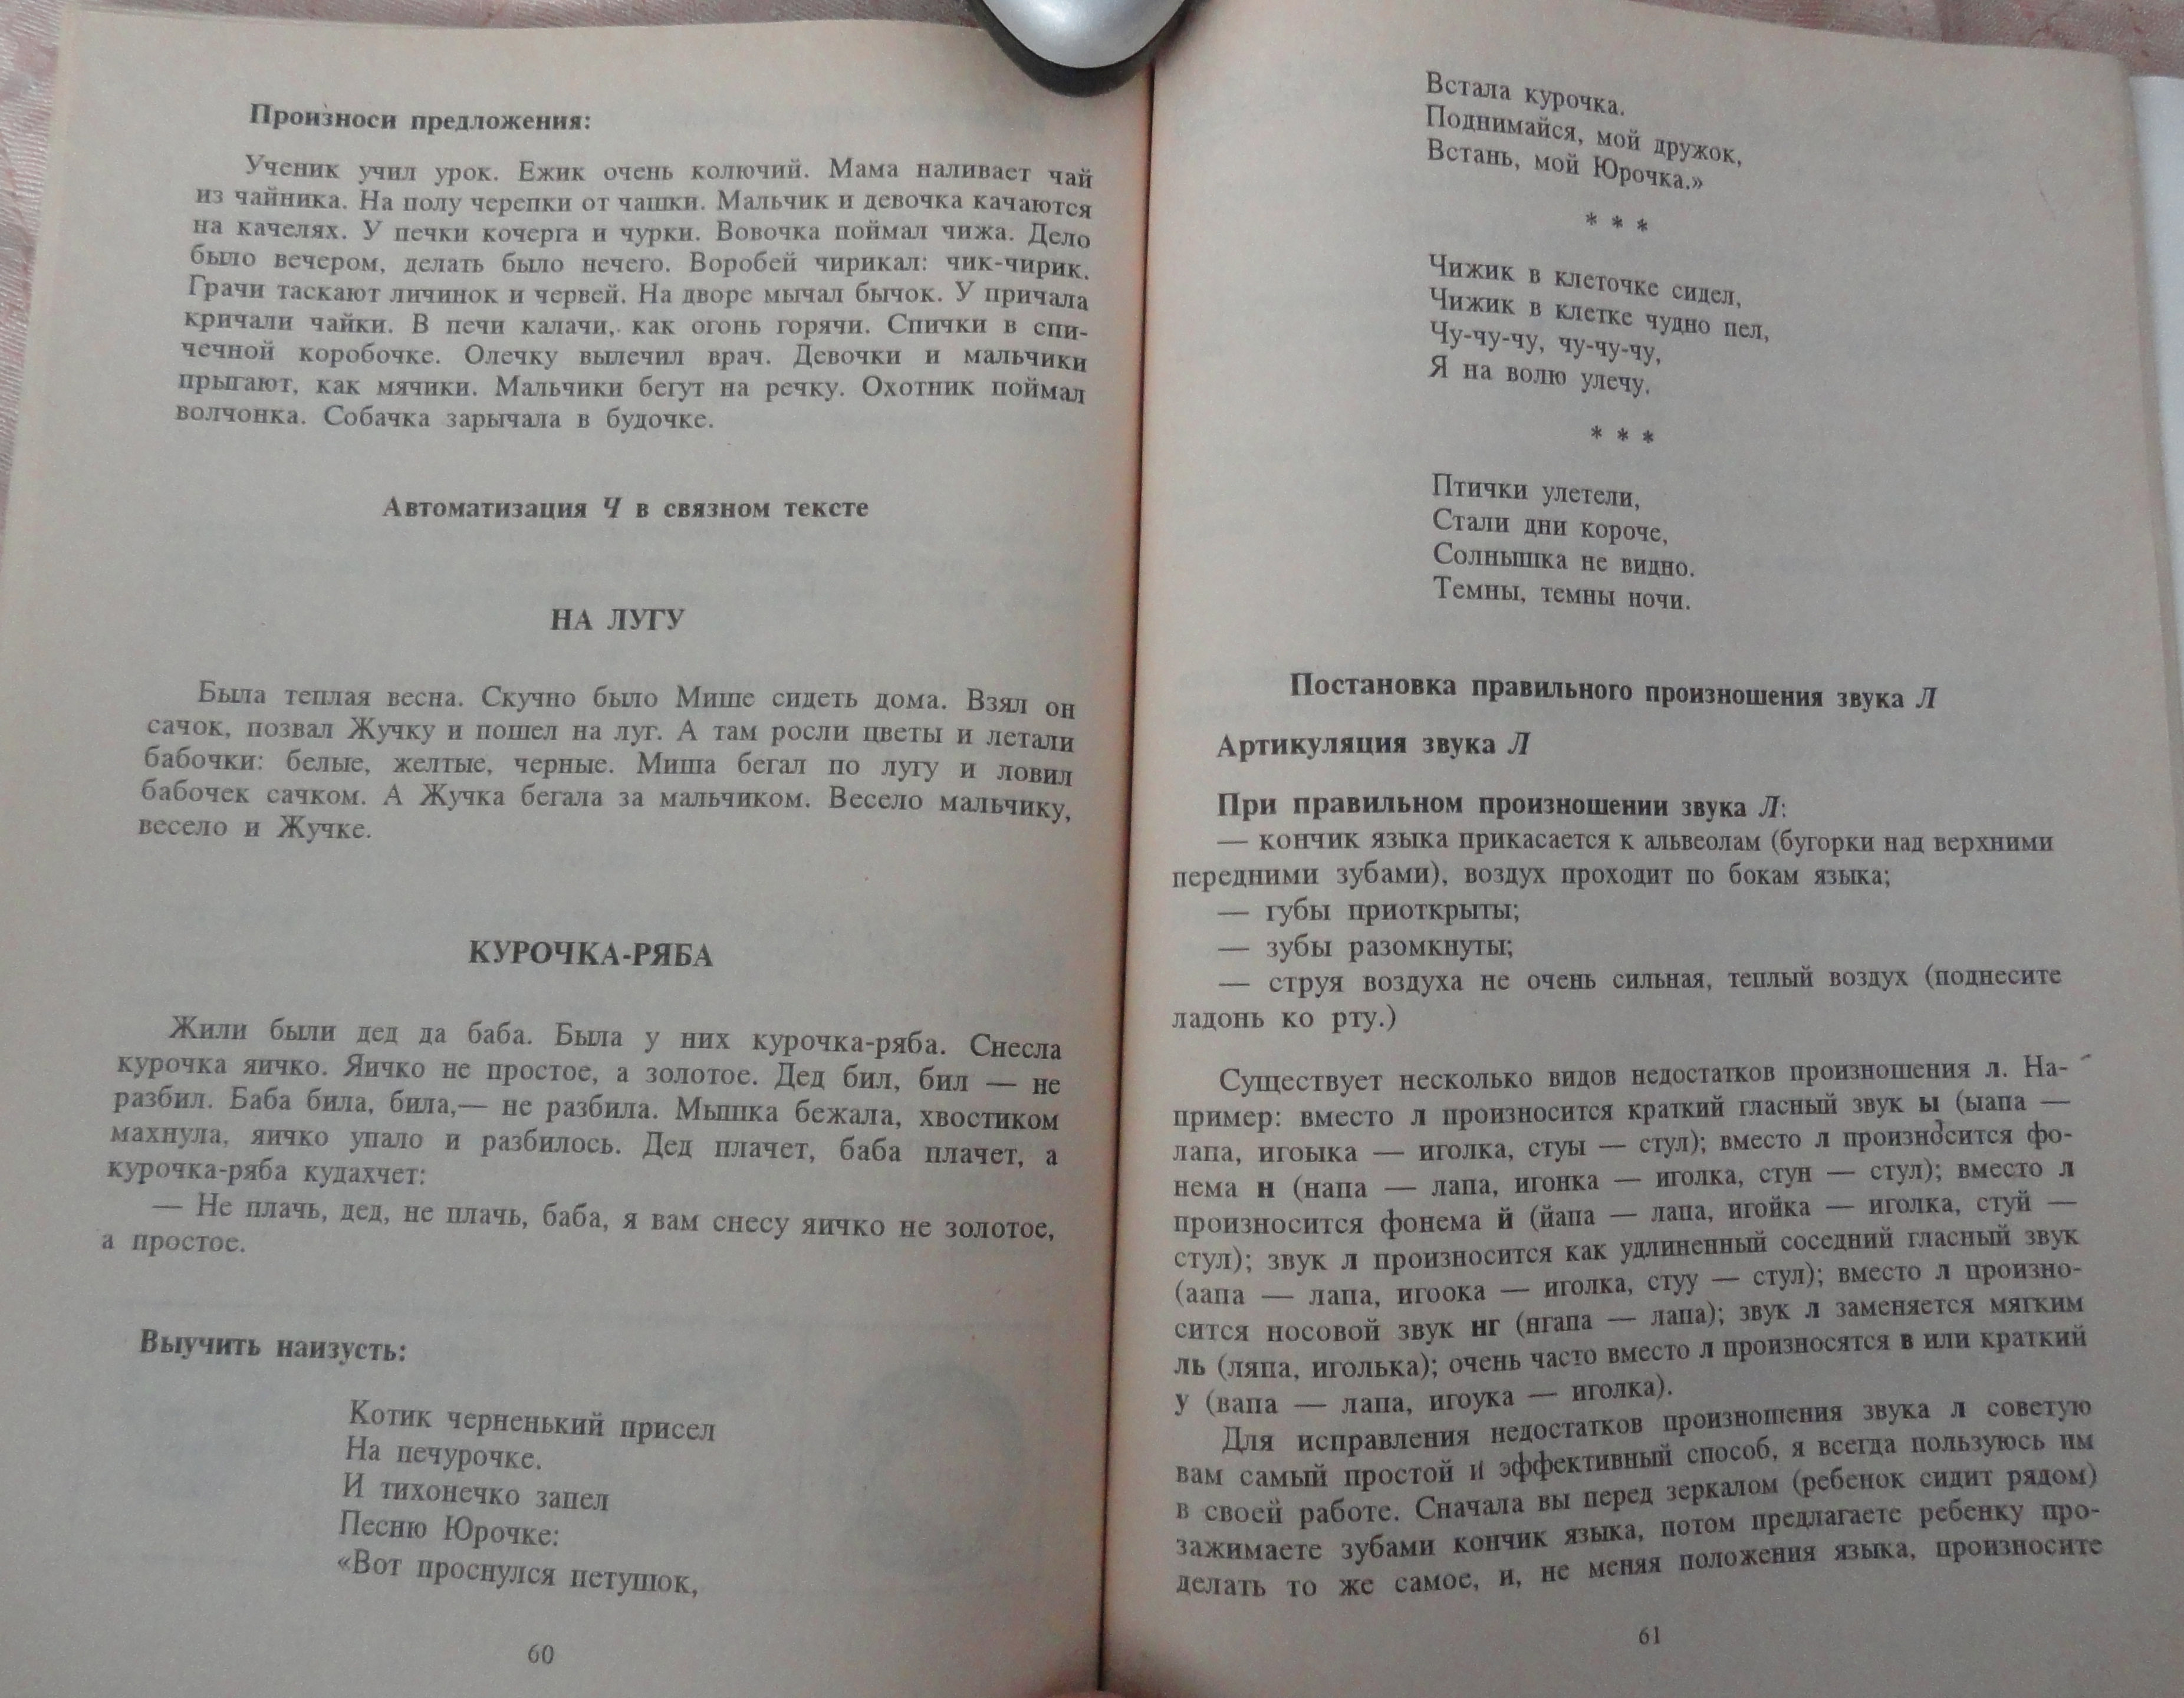 Произноси предложения:
Ученик учил урок. Ежик очень колючий. Мама наливает чай
из чайника. На полу черепки от чашки. Мальчик и девочка качаются
на качелях. У печки кочерга и чурки. Вовочка поймал чижа. Дело
было вечером, делать было нечего. Воробей чирикал: чик-чирик.
Грачи таскают личинок и червей. На дворе мычал бычок. У причала
кричали чайки. В печи калачи, как огонь горячи. Спички в спи-
чечной коробочке. Олечку вылечил врач. Девочки и мальчики
прыгают, как мячики. Мальчики бегут на речку. Охотник поймал
волчонка. Собачка зарычала в будочке.
Автоматизация Ч в связном тексте
НА ЛУГУ
Была теплая весна. Скучно было Мише сидеть дома. Взял он
сачок, позвал Жучку и пошел на луг. А там росли цветы и летали
бабочки: белые, желтые, черные. Миша бегал по лугу и ловил
бабочек сачком. А Жучка бегала за мальчиком. Весело мальчику,
весело и Жучке.
КУРОЧКА-РЯБА
Жили были дед да баба. Была у них курочка-ряба. Снесла
курочка яичко. Яичко не простое, а золотое. Дед бил, бил — не
разбил. Баба била, била,— не разбила. Мышка бежала, хвостиком
махнула, яичко упало и разбилось. Дед плачет, баба плачет, а
курочка-ряба кудахчет:
— Не плачь, дед, не плачь, баба, я вам снесу яичко не золотое,
а простое.
Выучить наизусть:
Котик черненький присел
На печурочке.
И тихонечко запел
Песню Юрочке:
«Вот проснулся петушок,
60
Встала курочка.
Поднимайся, мой дружок,
Встань, мой Юрочка.»
* * *
Чижик в клеточке сидел,
Чижик в клетке чудно пел,
Чу-чу-чу, чу-чу-чу,
Я на волю улечу.
* * *
Птички улетели,
Стали дни короче,
Солнышка не видно.
Темны, темны ночи.
Постановка правильного произношения звука Л
Артикуляция звука Л
При правильном произношении звука Л:
— кончик языка прикасается к альвеолам (бугорки над верхними
передними зубами), воздух проходит по бокам языка;
— губы приоткрыты;
— зубы разомкнуты;
— струя воздуха не очень сильная, теплый воздух (поднесите
ладонь ко рту.)
Существует несколько видов недостатков произношения л. На-
пример: вместо л произносится краткий гласный звук ы (ыапа —
лапа, игоыка — иголка, стуы — стул); вместо л произносится фо-
нема н (напа — лапа, игонка — иголка, стун — стул); вместо л
произносится фонема й (йапа — лапа, игойка — иголка, стуй —
стул); звук л произносится как удлиненный соседний гласный звук
(аапа — лапа, игоока — иголка, стуу — стул); вместо л произно-
сится носовой звук нг (нгапа — лапа); звук л заменяется мягким
ль (ляпа, иголька); очень часто вместо л произносятся в или краткий
у (вапа — лапа, игоука — иголка).
Для исправления недостатков произношения звука л советую
вам самый простой и эффективный способ, я всегда пользуюсь им
в своей работе. Сначала вы перед зеркалом (ребенок сидит рядом)
зажимаете зубами кончик языка, потом предлагаете ребенку про-
делать то же самое, и, не меняя положения языка, произносите
61